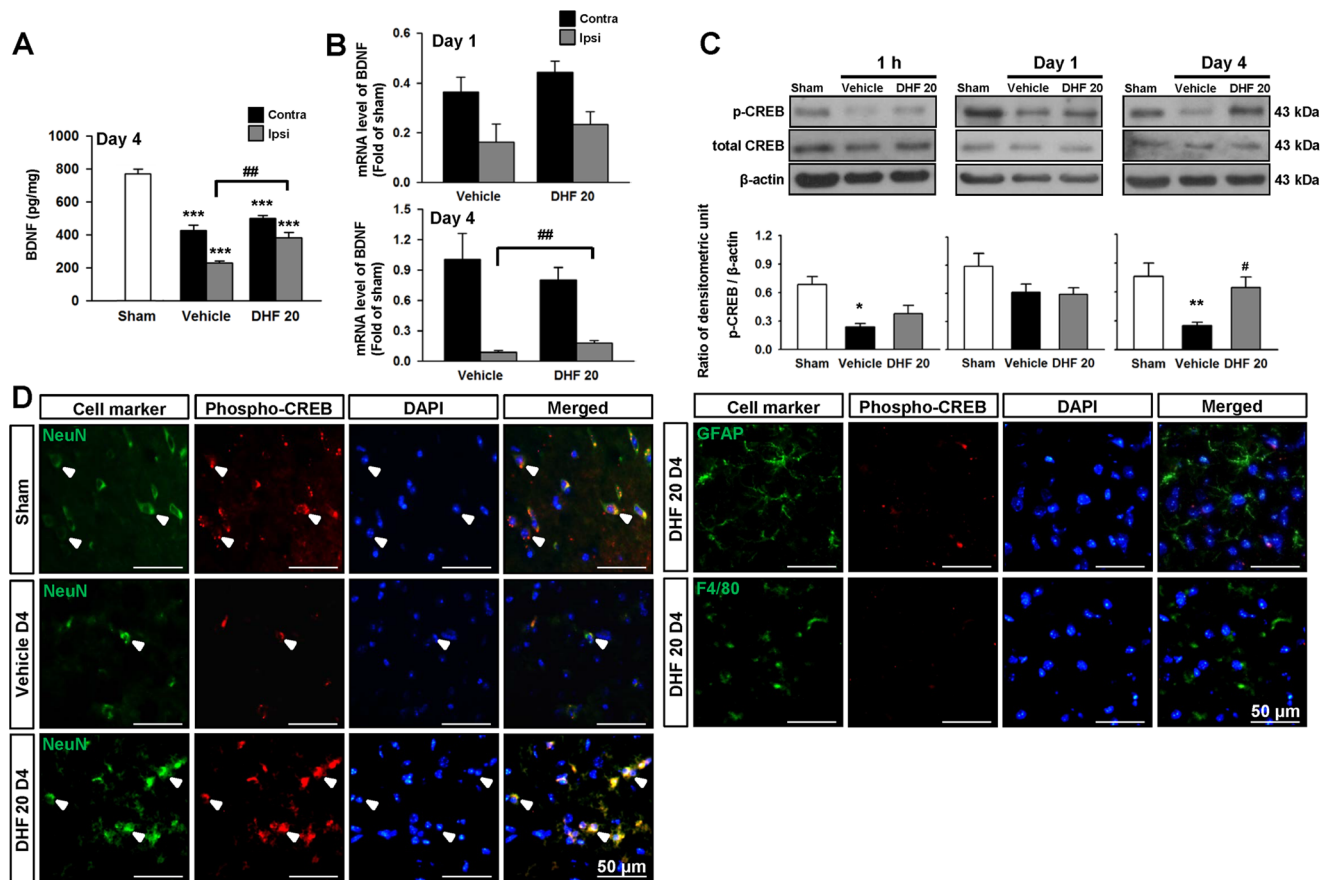 A
Day 4
Contra
Ipsi
BDNF (pg/mg)
1000
800
600
400
200
0
##
***
***
***
***
Sham
Vehicle
DHF 20
B
Contra
Ipsi
Day 1
mRNA level of BDNF
(Fold of sham)
0.6
0.4
0.2
0.0
Vehicle
DHF 20
Day 4
mRNA level of BDNF
(Fold of sham)
1.5
1.2
0.9
0.6
0.3
0.0
##
Vehicle
DHF 20
C
1 h
Day 1
Day 4
Sham Vehicle DHF 20
Sham Vehicle DHF 20
Sham Vehicle DHF 20
p-CREB
43 kDa
total CREB
43 kDa
β-actin
43 kDa
Ratio of densitometric unit
p-CREB / β-actin
1.2
0.9
0.6
0.3
0.0
*
**
#
Sham Vehicle DHF 20
Sham Vehicle DHF 20
Sham Vehicle DHF 20
D
Cell marker
Phospho-CREB
DAPI
Merged
Sham
NeuN
Vehicle D4
NeuN
DHF 20 D4
NeuN
50 µm
Cell marker
Phospho-CREB
DAPI
Merged
DHF 20 D4
GFAP
DHF 20 D4
F4/80
50 µm